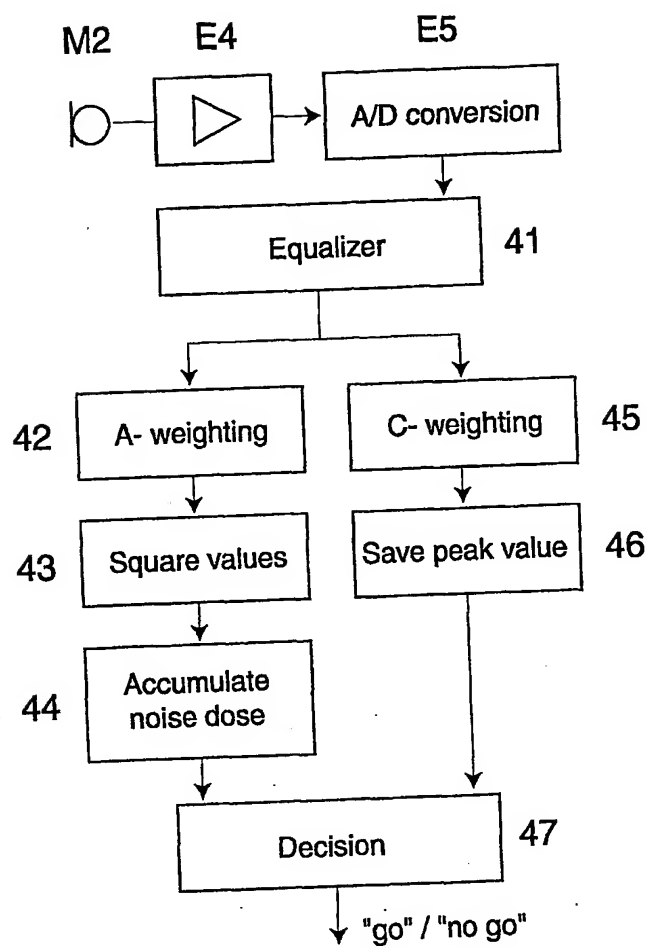 M2
E4
E5
A/D conversion
Equalizer
41
42
A- weighting
C- weighting
45
43
Square values
Save peak value
46
44
Accumulate
noise dose
Decision
47
"go" / "no go"